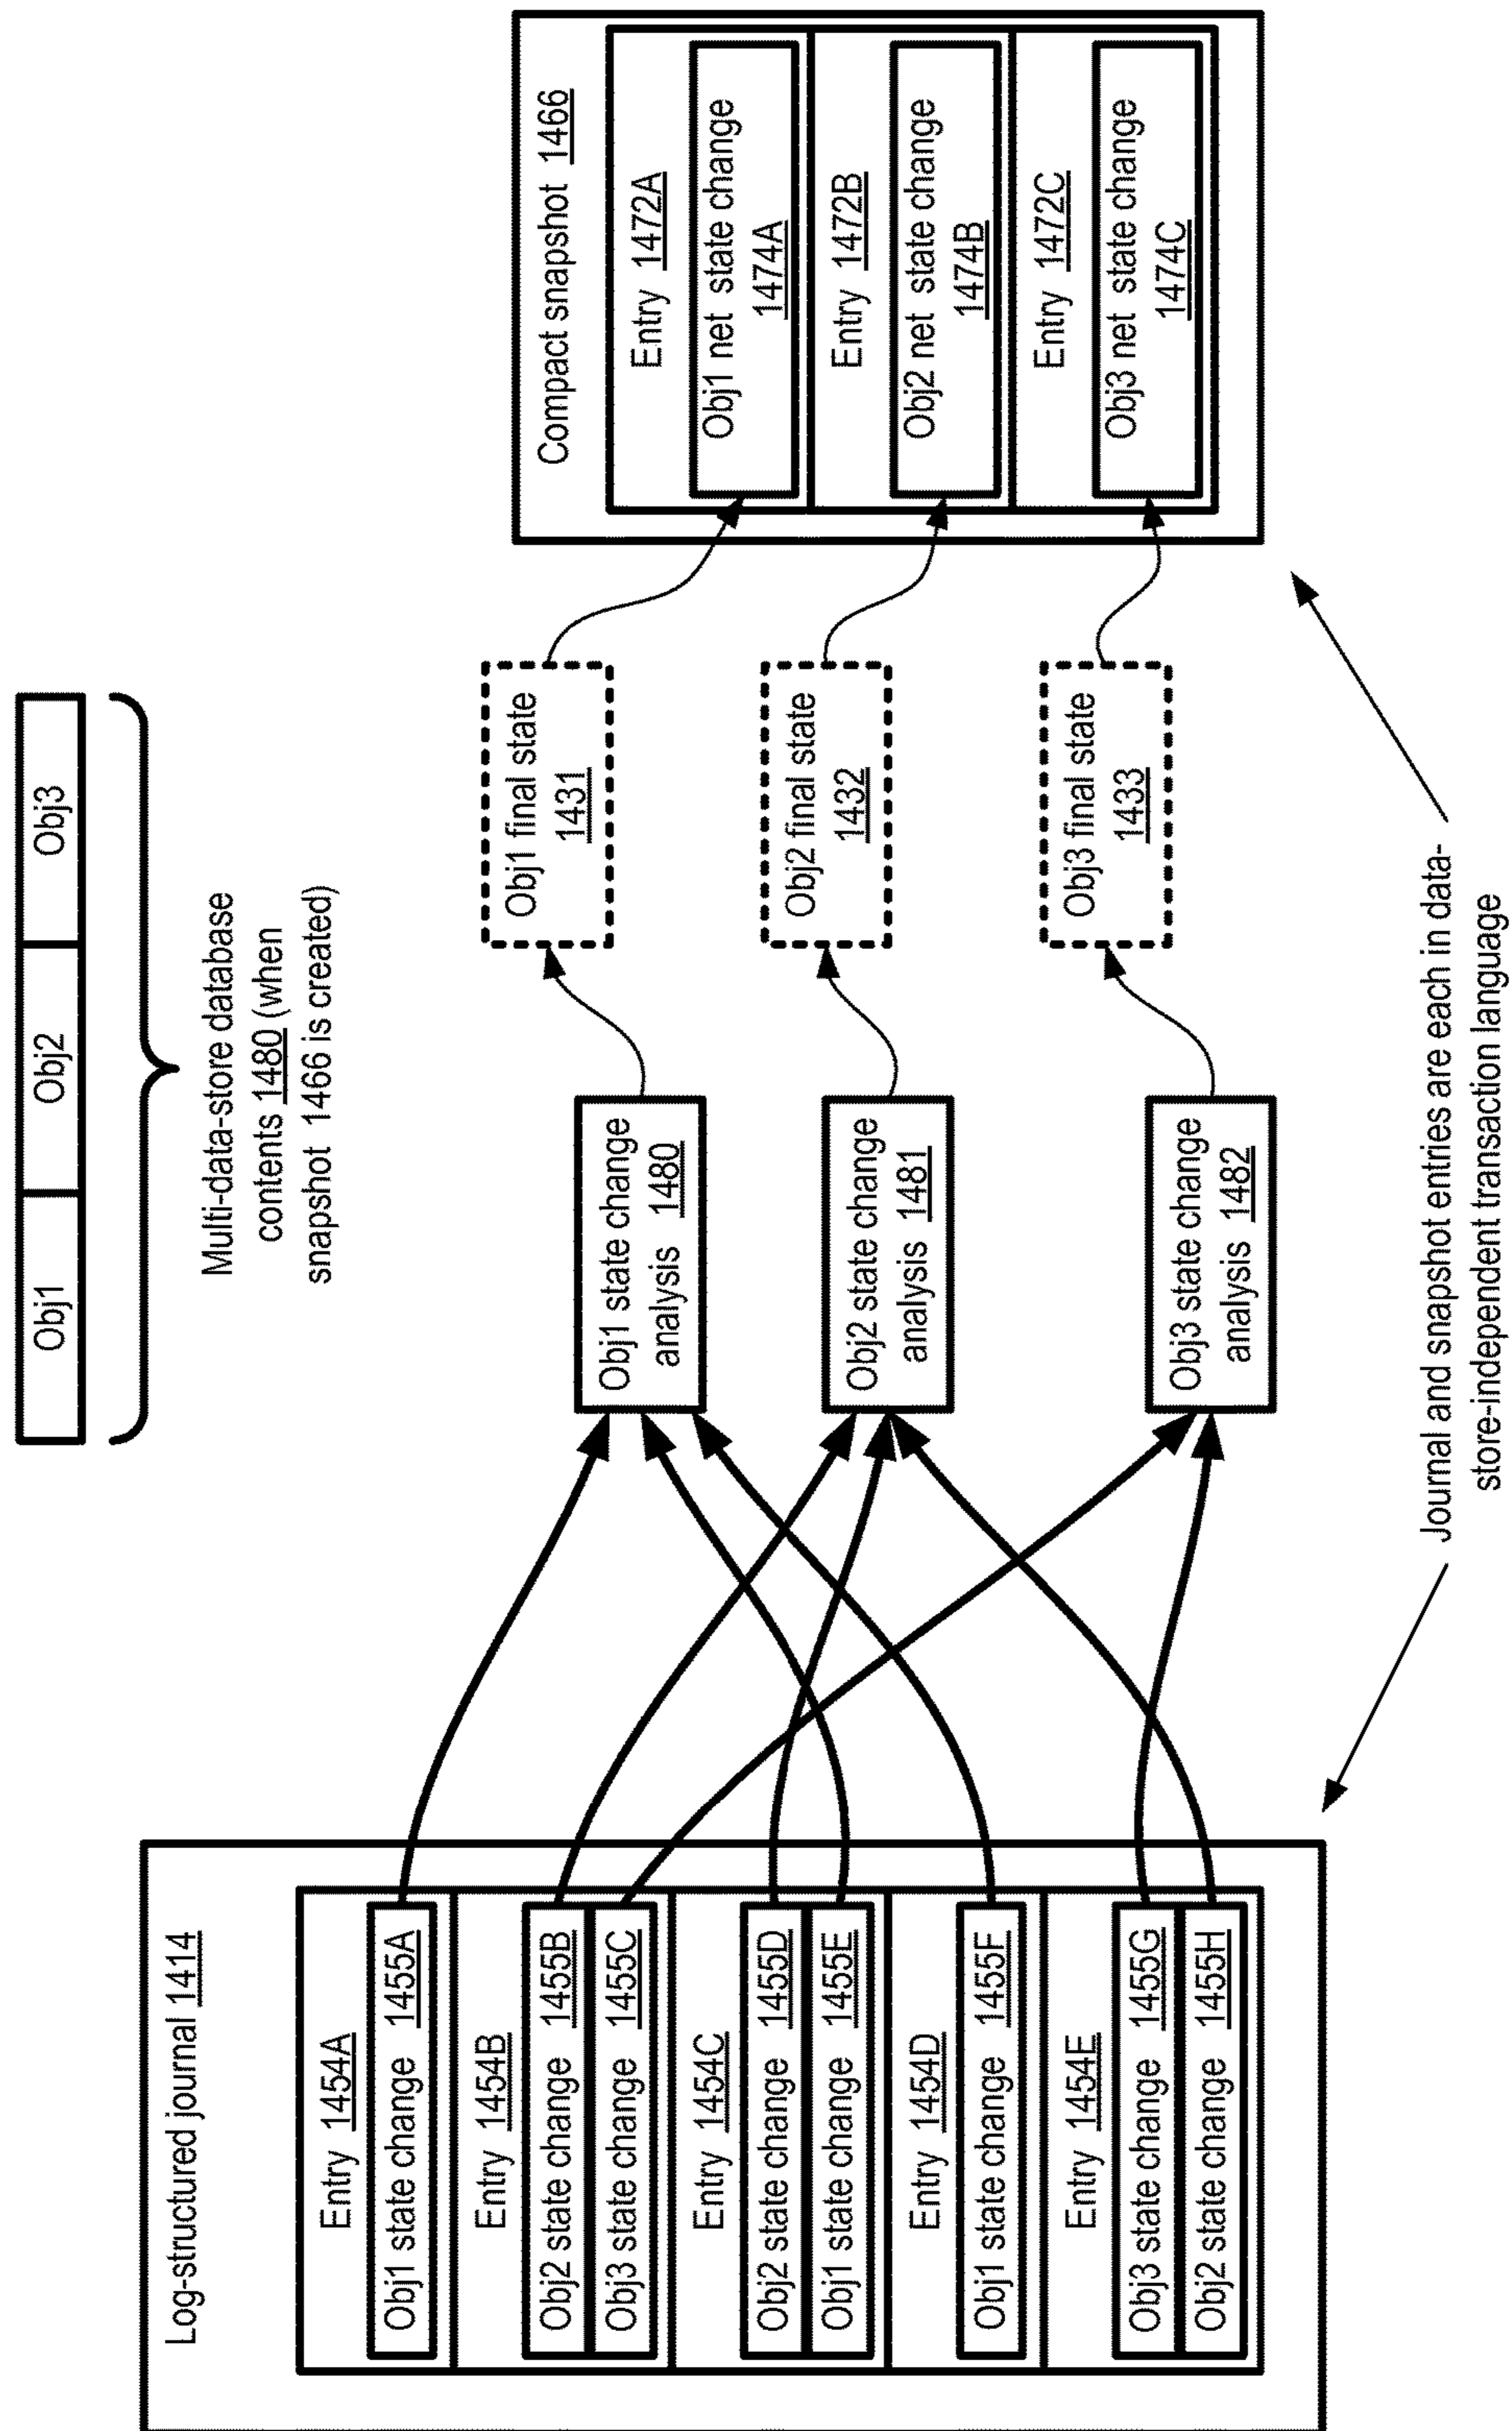 Obj1
Obj2
Obj3
Multi-data-store database
contents 1480 (when
snapshot 1466 is created)
Log-structured journal 1414
Entry 1454A
Obj1 state change 1455A
Entry 1454B
Obj2 state change 1455B
Obj3 state change 1455C
Entry 1454C
Obj2 state change 1455D
Obj1 state change 1455E
Entry 1454D
Obj1 state change 1455F
Entry 1454E
Obj3 state change 1455G
Obj2 state change 1455H
Obj1 state change
analysis 1480
Obj2 state change
analysis 1481
Obj3 state change
analysis 1482
Obj1 final state
1431
Obj2 final state
1432
Obj3 final state
1433
Compact snapshot 1466
Entry 1472A
Obj1 net state change
1474A
Entry 1472B
Obj2 net state change
1474B
Entry 1472C
Obj3 net state change
1474C
Journal and snapshot entries are each in data-
store-independent transaction language